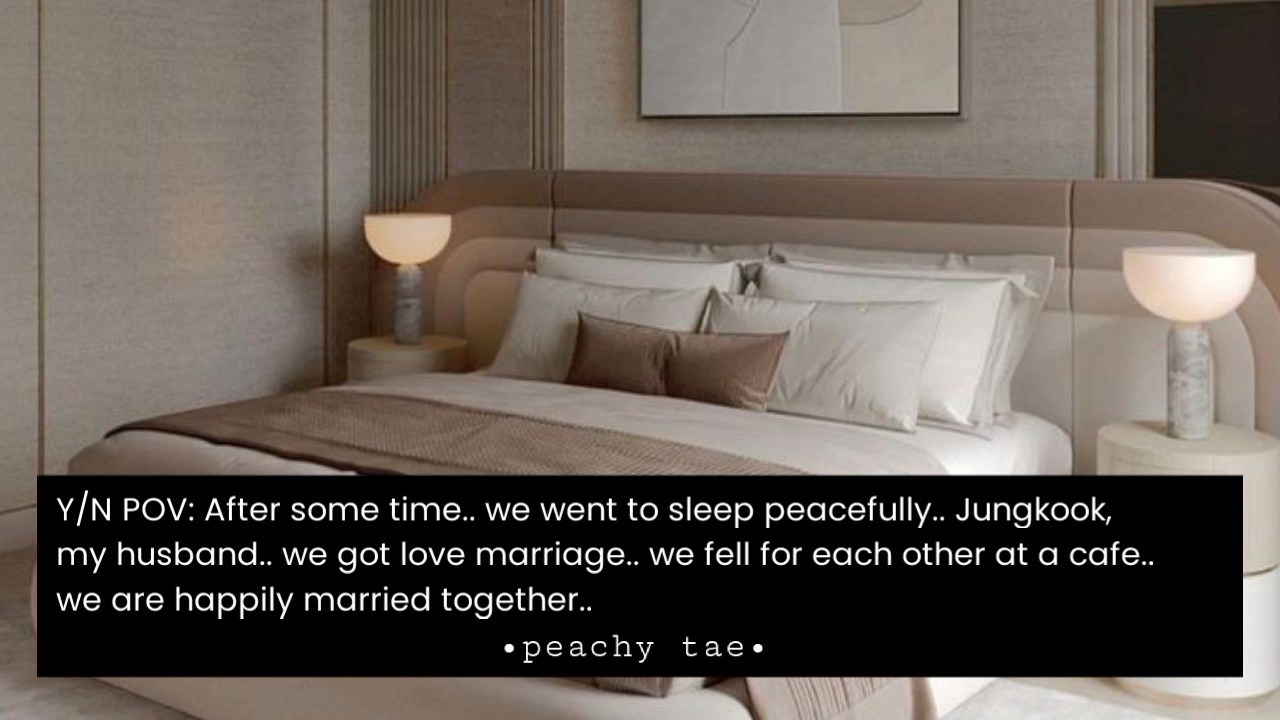 Y/N POV: After some time.. we went to sleep peacefully.. Jungkook,
my husband.. we got love marriage.. we fell for each other at a cafe..
we are happily married together..
•peachy tae•